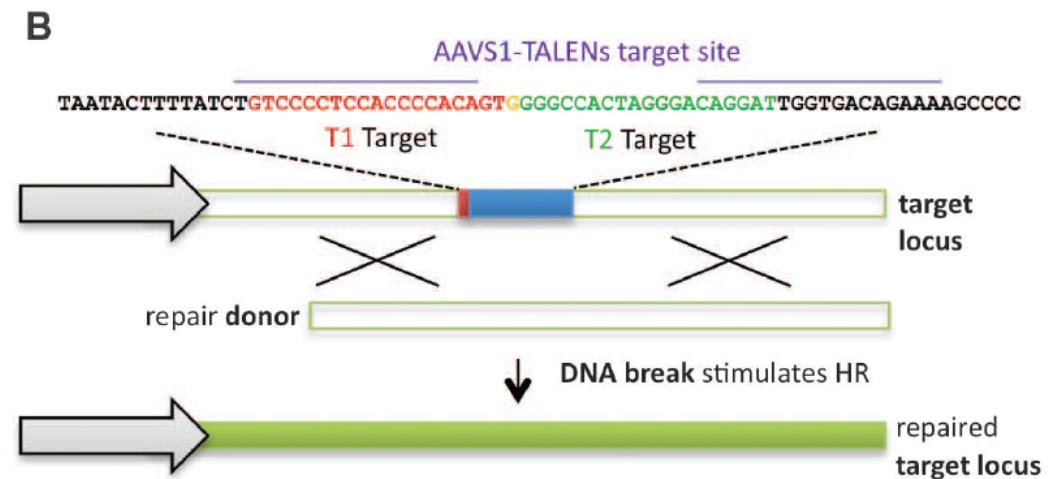 B
AAVS1-TALENs target site
TAATACTTTTATCTGTCCCCTCCACCCCACAGTGGGGCCACTAGGGACAGGATTGGTGACAGAAAAGCCCC
T1 Target T2 Target
target
locus
repair donor
DNA break stimulates HR
repaired
target locus